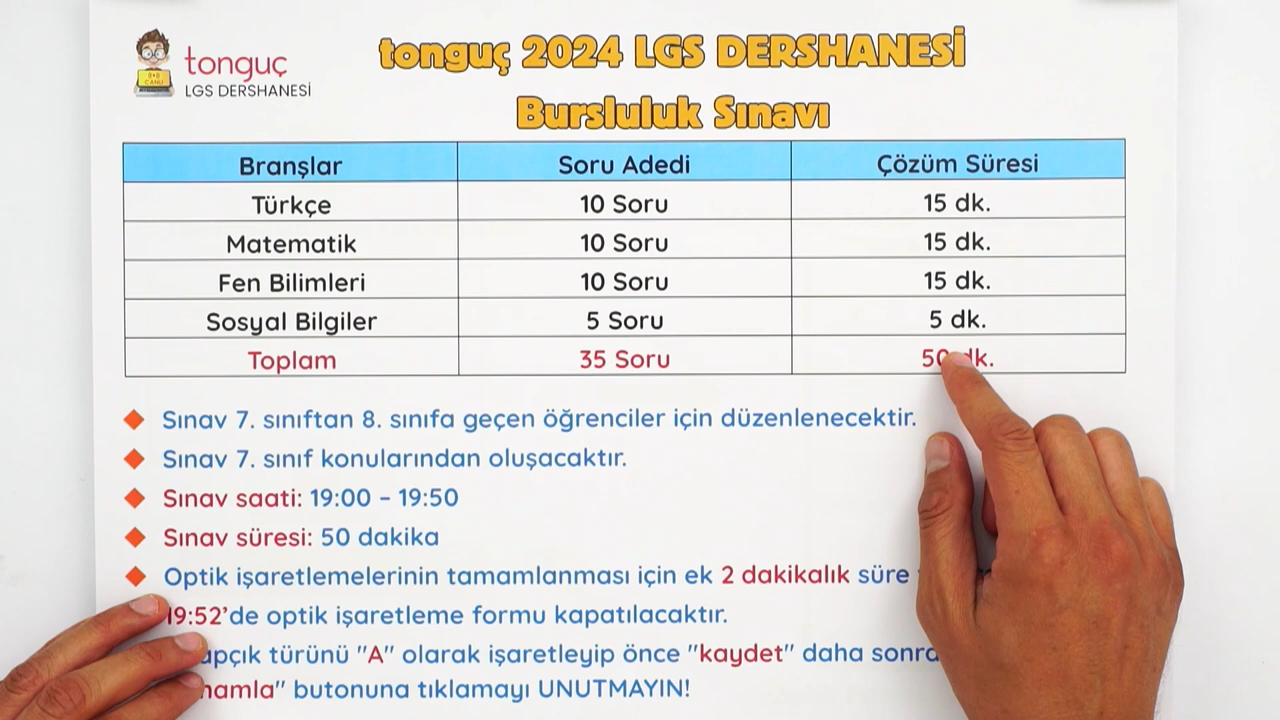 tonguç
LGS DERSHANESİ
tonguç 2024 LGS DERSHANESİ
Bursluluk Sınavı
Branşlar Soru Adedi Çözüm Süresi
Türkçe 10 Soru 15 dk.
Matematik 10 Soru 15 dk.
Fen Bilimleri 10 Soru 15 dk.
Sosyal Bilgiler 5 Soru 5 dk.
Toplam 35 Soru 50 dk.
Sınav 7. sınıftan 8. sınıfa geçen öğrenciler için düzenlenecektir.
Sınav 7. sınıf konularından oluşacaktır.
Sınav saati: 19:00 - 19:50
Sınav süresi: 50 dakika
Optik işaretlemelerinin tamamlanması için ek 2 dakikalık süre
19:52'de optik işaretleme formu kapatılacaktır.
türünü "A" olarak işaretleyip önce "kaydet" daha sonra
butonuna tıklamayı UNUTMAYIN!